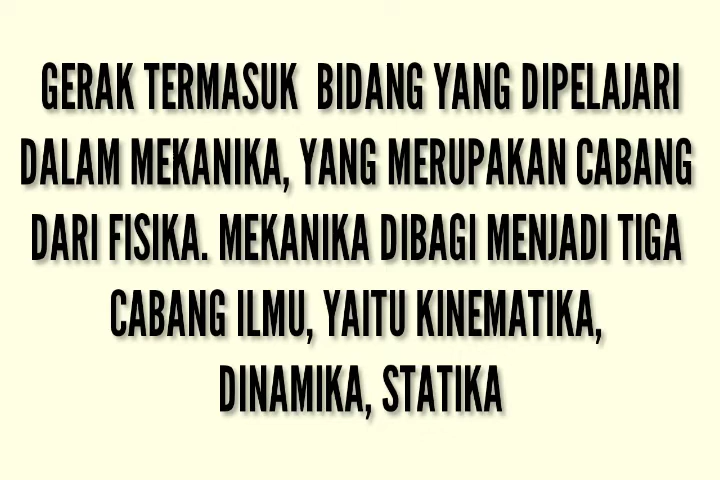 GERAK TERMASUK BIDANG YANG DIPELAJARI
DALAM MEKANIKA, YANG MERUPAKAN CABANG
DARI FISIKA. MEKANIKA DIBAGI MENJADI TIGA
CABANG ILMU, YAITU KINEMATIKA,
DINAMIKA, STATIKA